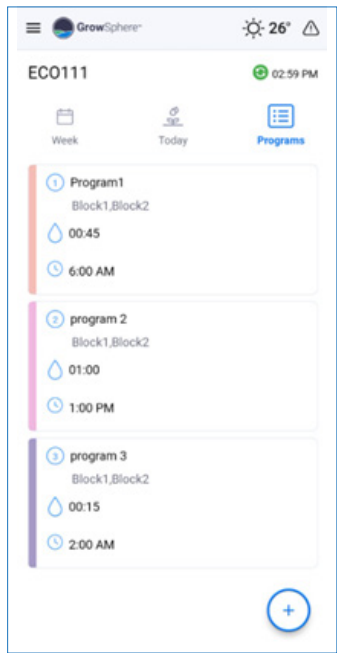 GrowSphere™ 26°
ECO111 02:59 PM
Week Today Programs
1 Program1
Block1,Block2
00:45
6:00 AM
2 program 2
Block1,Block2
01:00
1:00 PM
3 program 3
Block1,Block2
00:15
2:00 AM
+